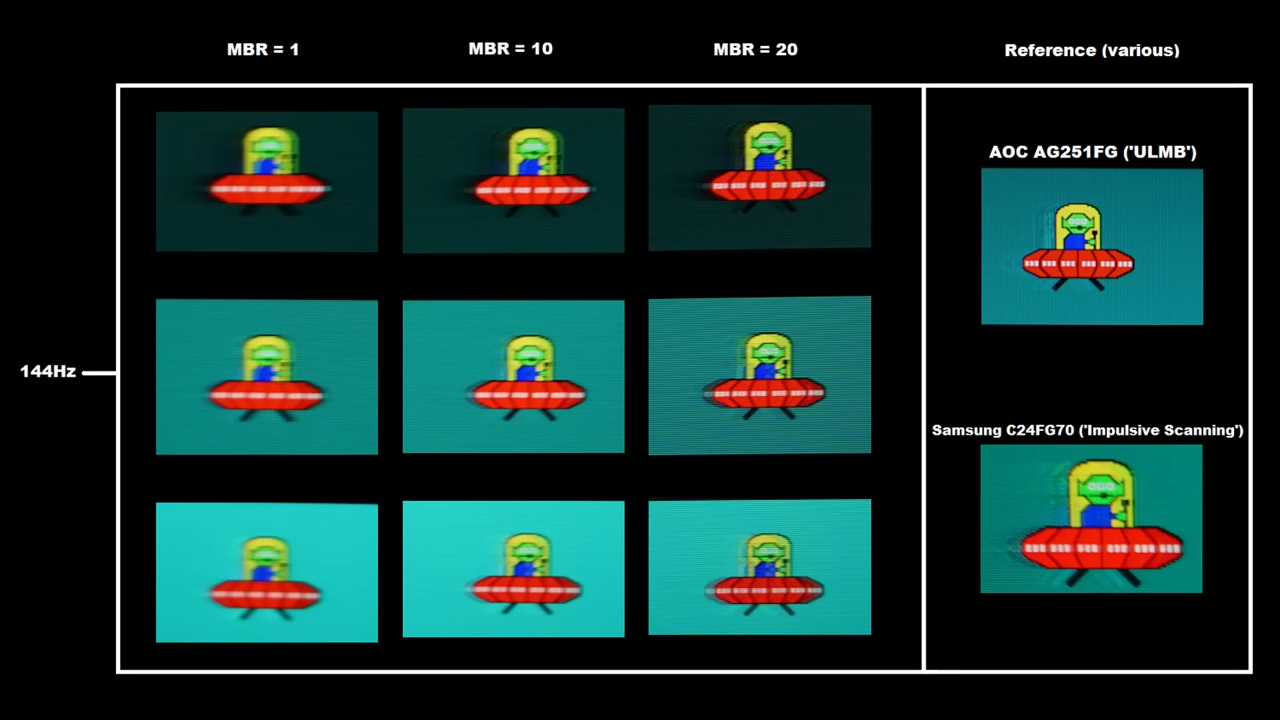 MBR = 1
MBR = 10
MBR = 20
Reference (various)
AOC AG251FG ('ULMB')
144Hz
Samsung C24FG70 ('Impulsive Scanning')